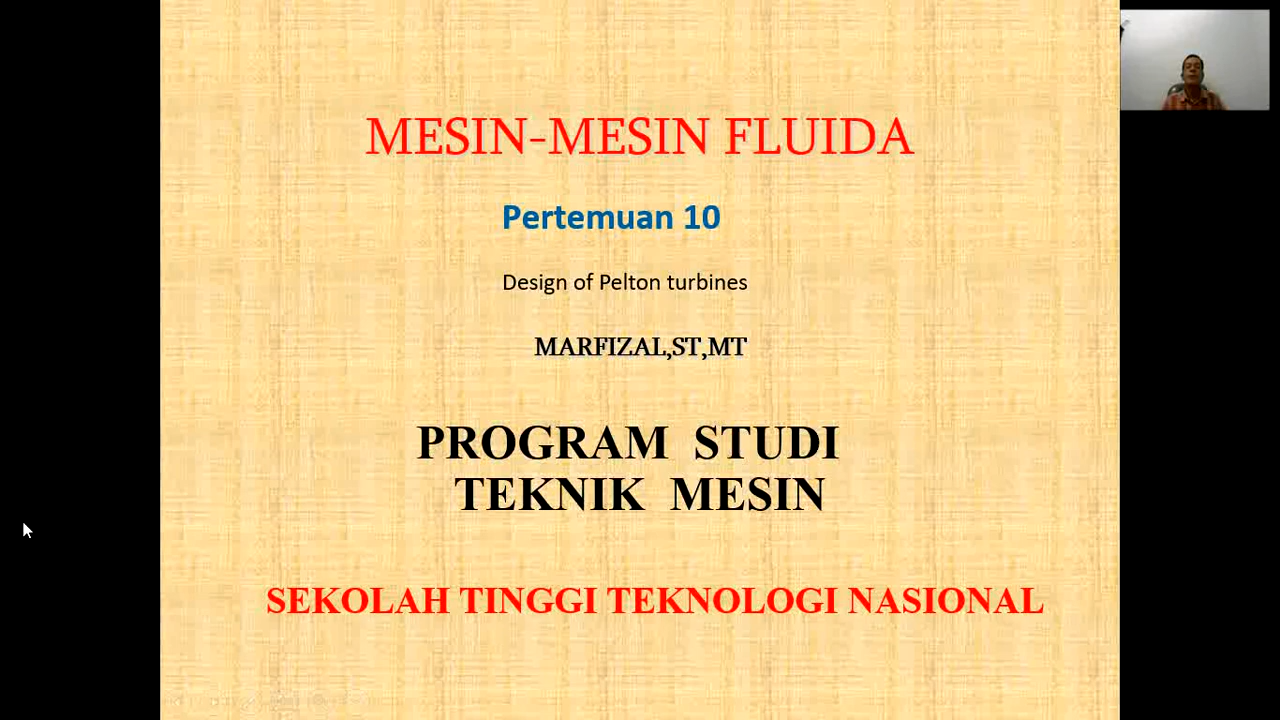 MESIN-MESIN FLUIDA
Pertemuan 10
Design of Pelton turbines
MARFIZAL,ST,MT
PROGRAM STUDI
TEKNIK MESIN
SEKOLAH TINGGI TEKNOLOGI NASIONAL